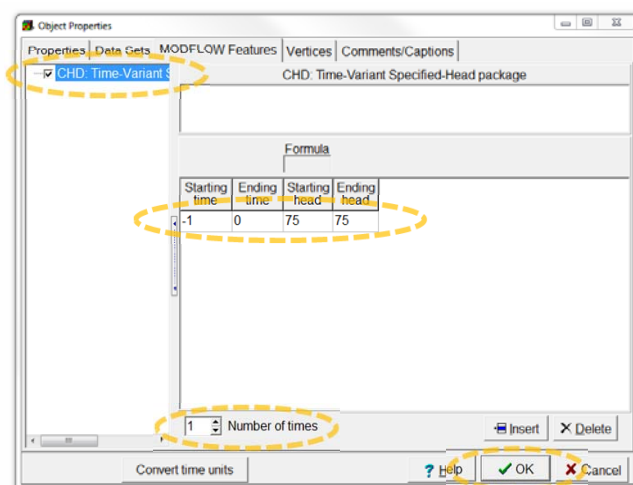 Object Properties
Properties Data Sets MODFLOW Features Vertices Comments/Captions
CHD: Time-Variant S
CHD: Time-Variant Specified-Head package
Formula
Starting time Ending time Starting head Ending head
-1 0 75 75
1 Number of times
Insert Delete
Convert time units
? Help OK Cancel